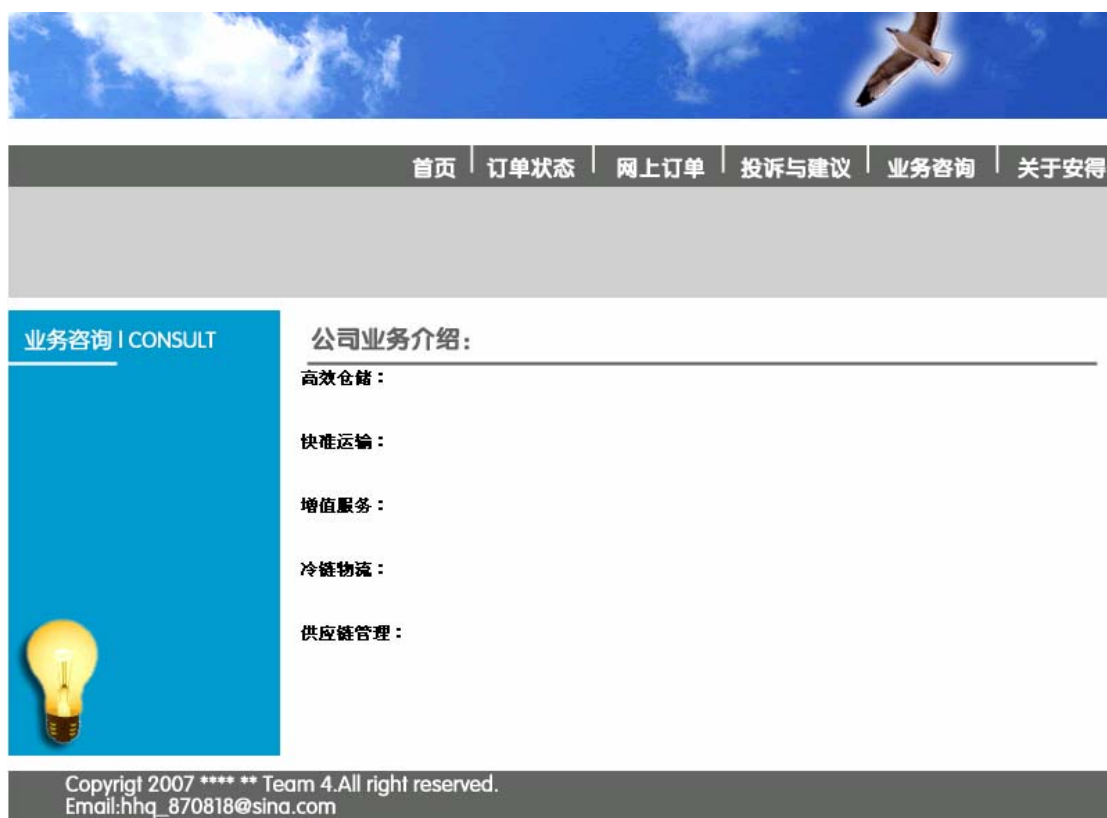 首页 订单状态 网上订单 投诉与建议 业务咨询 关于安得
业务咨询 | CONSULT
公司业务介绍：
高效仓储：
快准运输：
增值服务：
冷链物流：
供应链管理：
Copyrigt 2007 **** ** Team 4.All right reserved.
Email:hhq_870818@sina.com